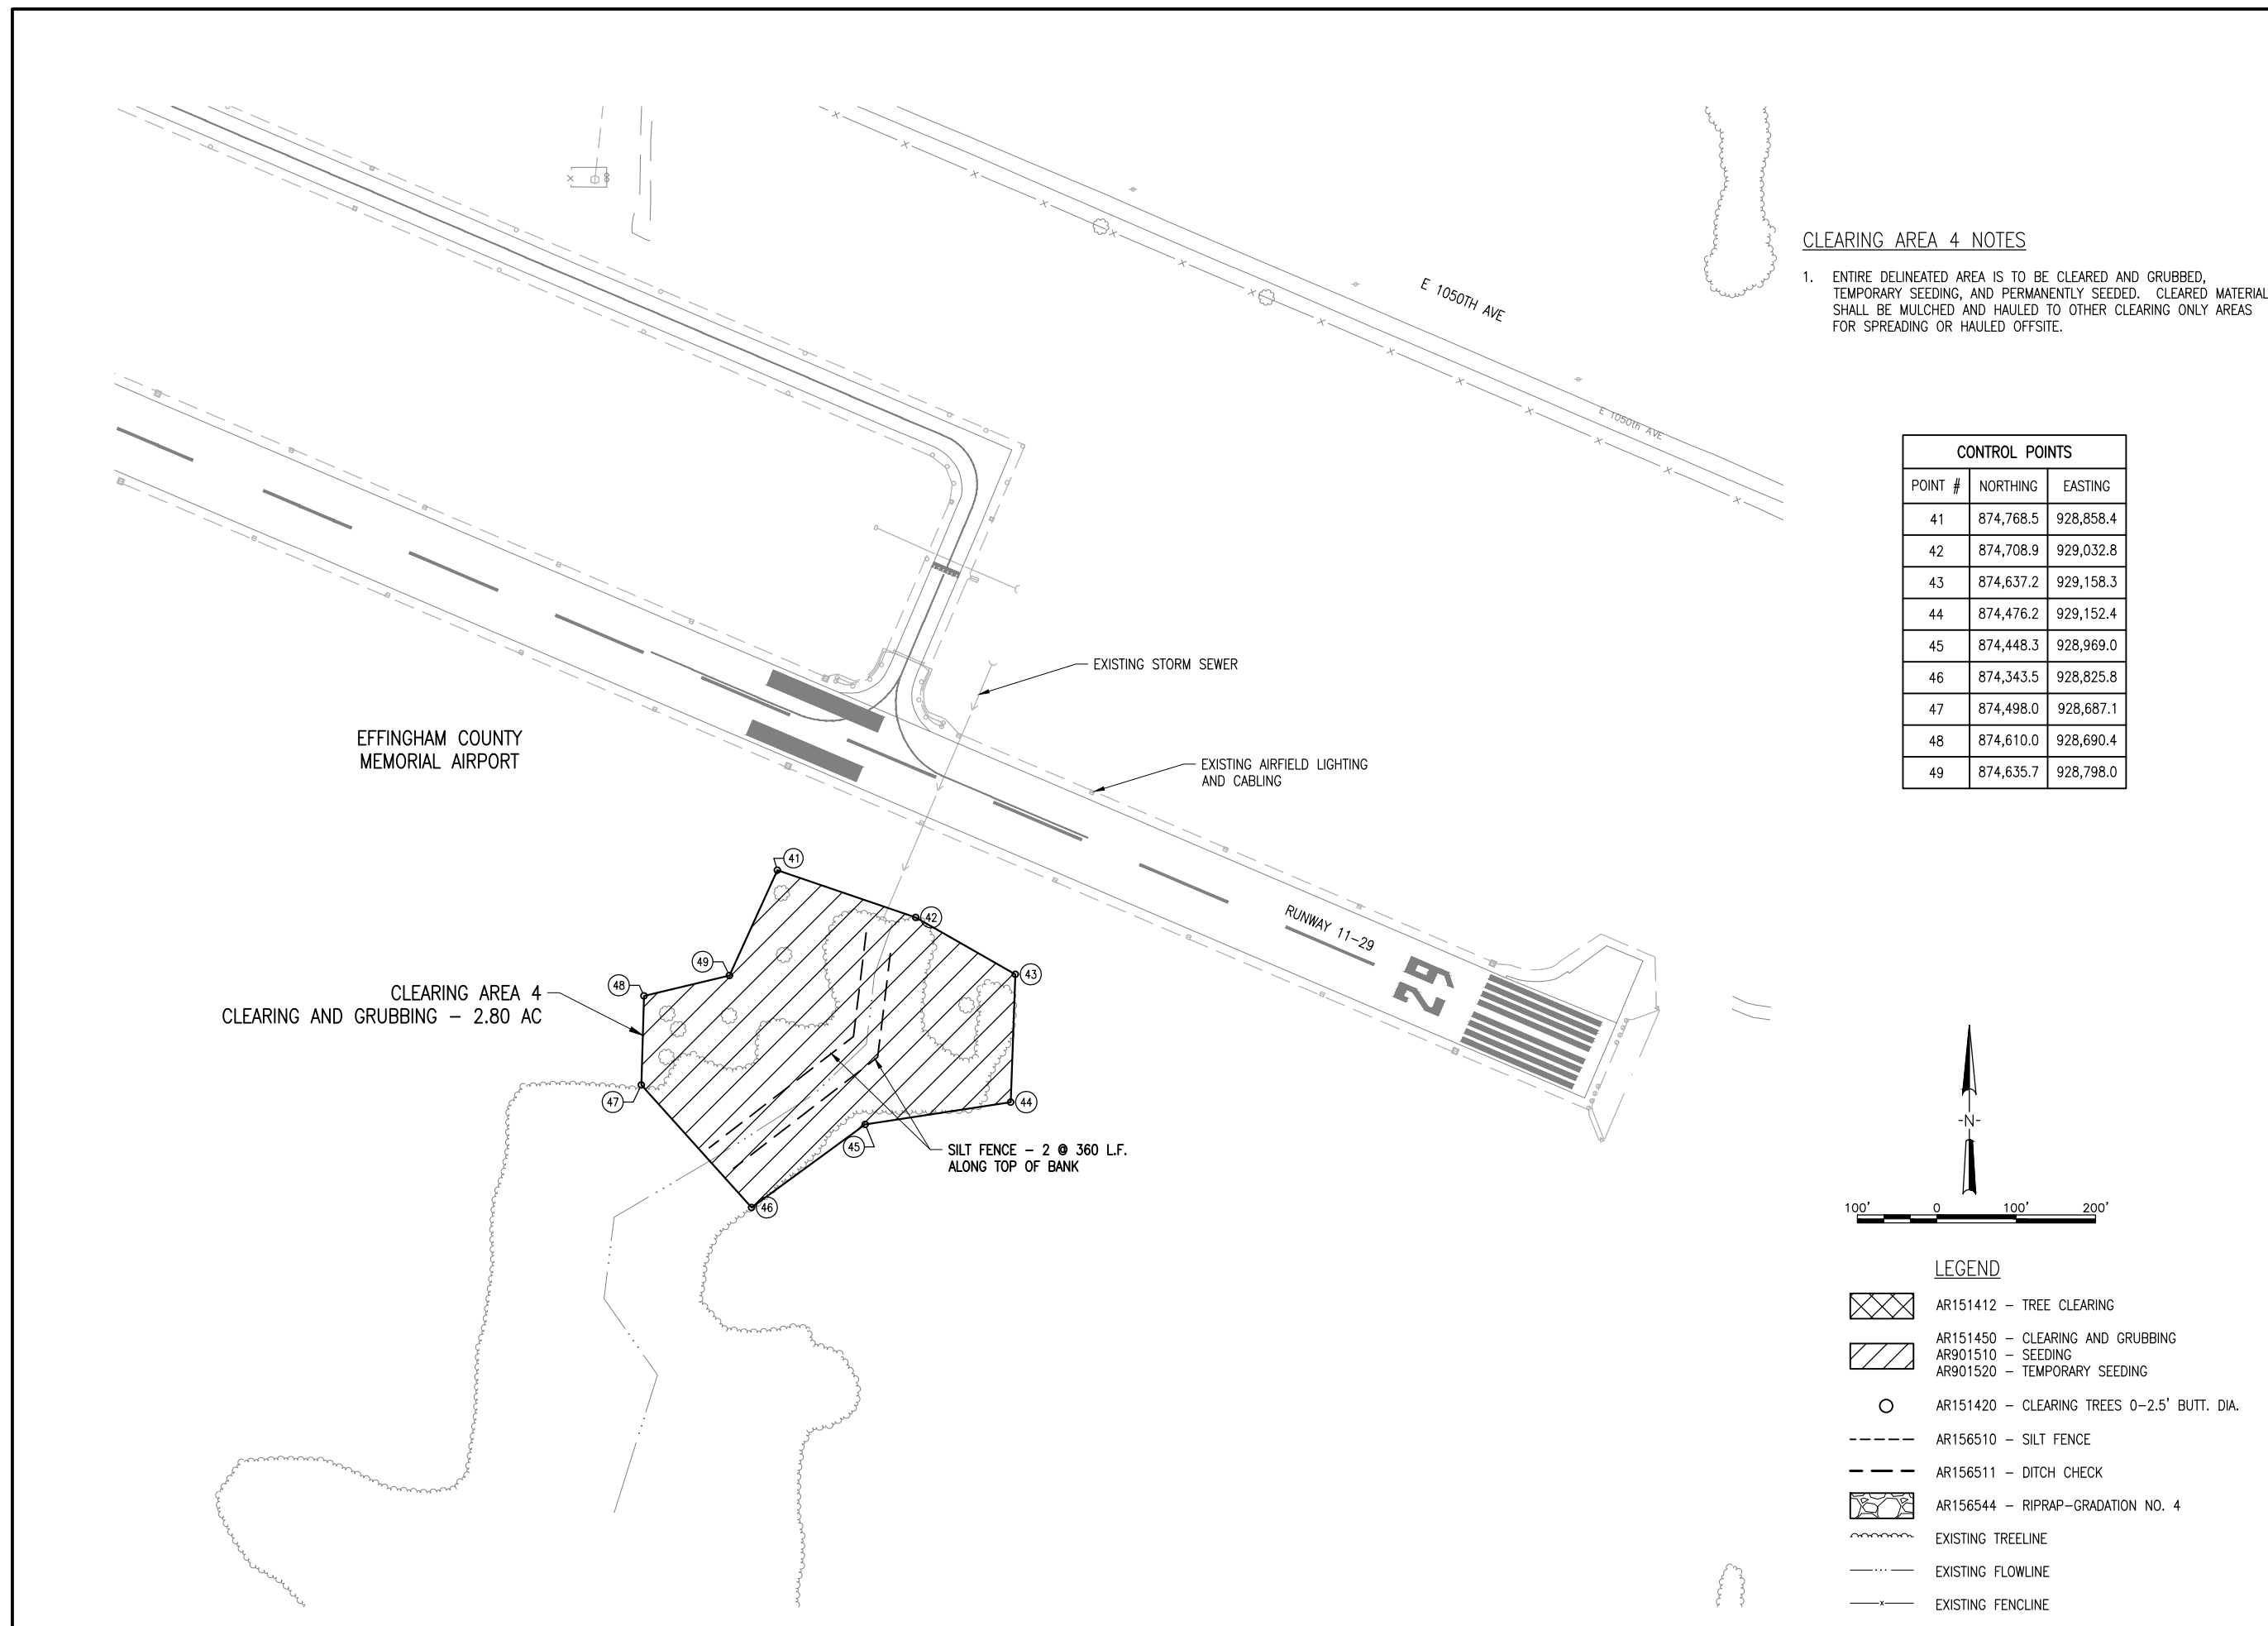 E 1050TH AVE
E 1050th AVE
CLEARING AREA 4 NOTES
1. ENTIRE DELINEATED AREA IS TO BE CLEARED AND GRUBBED,
TEMPORARY SEEDING, AND PERMANENTLY SEEDED. CLEARED MATERIAL
SHALL BE MULCHED AND HAULED TO OTHER CLEARING ONLY AREAS
FOR SPREADING OR HAULED OFFSITE.
CONTROL POINTS
POINT # NORTHING EASTING
41 874,768.5 928,858.4
42 874,708.9 929,032.8
43 874,637.2 929,158.3
44 874,476.2 929,152.4
45 874,448.3 928,969.0
46 874,343.5 928,825.8
47 874,498.0 928,687.1
48 874,610.0 928,690.4
49 874,635.7 928,798.0
EXISTING STORM SEWER
EFFINGHAM COUNTY
MEMORIAL AIRPORT
EXISTING AIRFIELD LIGHTING
AND CABLING
41
42
RUNWAY 11-29
29
49
43
48
CLEARING AREA 4
CLEARING AND GRUBBING - 2.80 AC
47
44
45
SILT FENCE - 2 @ 360 L.F.
ALONG TOP OF BANK
46
-N-
100' 0 100' 200'
LEGEND
AR151412 - TREE CLEARING
AR151450 - CLEARING AND GRUBBING
AR901510 - SEEDING
AR901520 - TEMPORARY SEEDING
AR151420 - CLEARING TREES 0-2.5' BUTT. DIA.
AR156510 - SILT FENCE
AR156511 - DITCH CHECK
AR156544 - RIPRAP-GRADATION NO. 4
EXISTING TREELINE
EXISTING FLOWLINE
EXISTING FENCLINE